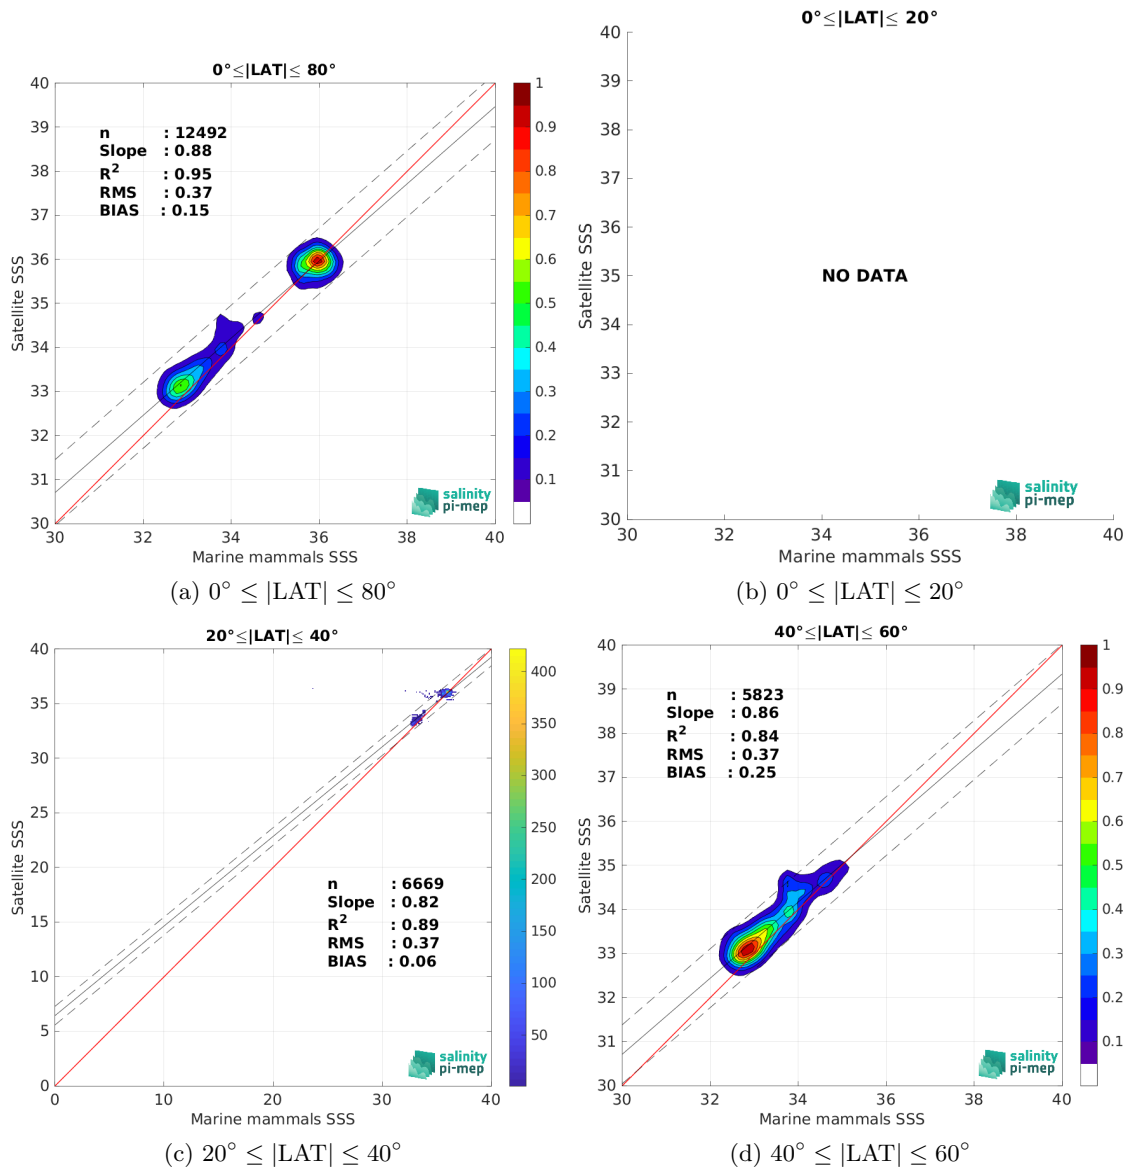 0°≤|LAT|≤ 80°
40
39
38
37
36
35
34
33
32
31
30
Satellite SSS
n : 12492
Slope : 0.88
R² : 0.95
RMS : 0.37
BIAS : 0.15
1
0.9
0.8
0.7
0.6
0.5
0.4
0.3
0.2
0.1
salinity
pi-mep
30 32 34 36 38 40
Marine mammals SSS
(a) 0° ≤ |LAT| ≤ 80°
0°≤|LAT|≤ 20°
40
39
38
37
36
35
34
33
32
31
30
Satellite SSS
NO DATA
salinity
pi-mep
30 32 34 36 38 40
Marine mammals SSS
(b) 0° ≤ |LAT| ≤ 20°
20°≤|LAT|≤ 40°
40
35
30
25
20
15
10
5
0
Satellite SSS
n : 6669
Slope : 0.82
R² : 0.89
RMS : 0.37
BIAS : 0.06
400
350
300
250
200
150
100
50
salinity
pi-mep
0 10 20 30 40
Marine mammals SSS
(c) 20° ≤ |LAT| ≤ 40°
40°≤|LAT|≤ 60°
40
39
38
37
36
35
34
33
32
31
30
Satellite SSS
n : 5823
Slope : 0.86
R² : 0.84
RMS : 0.37
BIAS : 0.25
1
0.9
0.8
0.7
0.6
0.5
0.4
0.3
0.2
0.1
salinity
pi-mep
30 32 34 36 38 40
Marine mammals SSS
(d) 40° ≤ |LAT| ≤ 60°